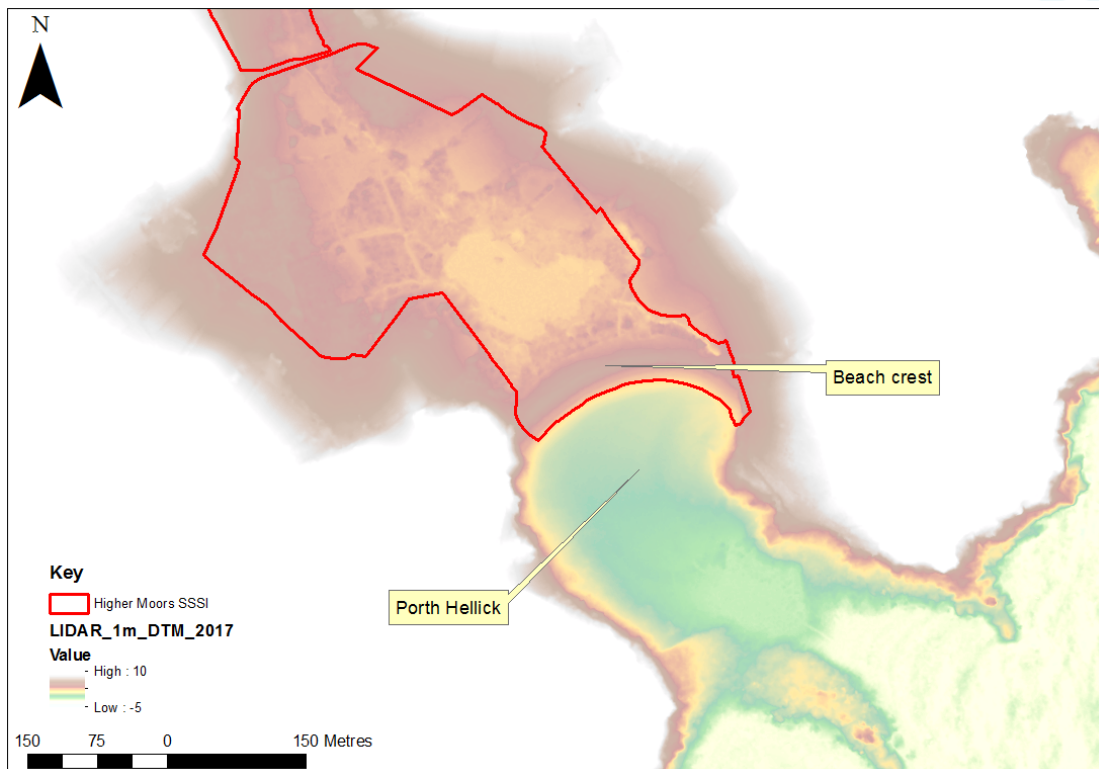 N
Beach crest
Porth Hellick
Key
Higher Moors SSSI
LIDAR_1m_DTM_2017
Value
High : 10
Low : -5
150 75 0 150 Metres